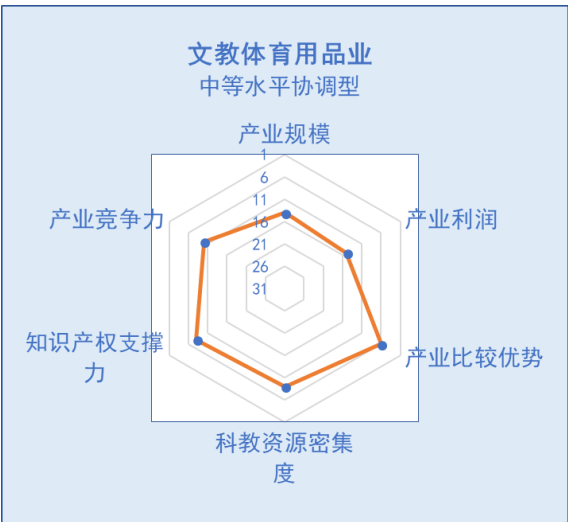 文教体育用品业
中等水平协调型
产业规模
1
6
11
16
21
26
31
产业竞争力
产业利润
知识产权支撑
力
产业比较优势
科教资源密集
度